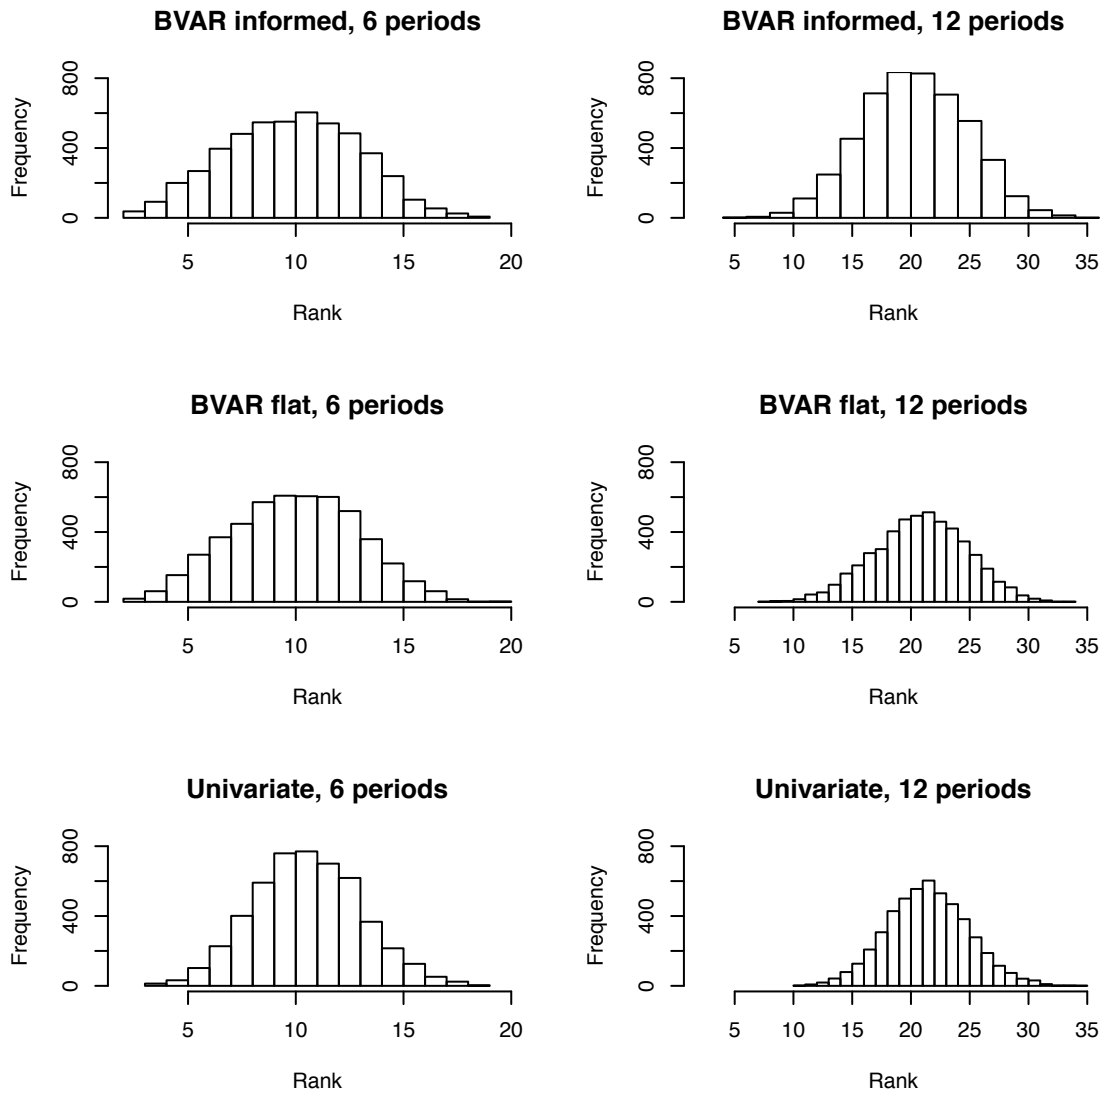 BVAR informed, 6 periods
Frequency
0 400 800
5 10 15 20
Rank
BVAR informed, 12 periods
Frequency
0 400 800
5 10 15 20 25 30 35
Rank
BVAR flat, 6 periods
Frequency
0 400 800
5 10 15 20
Rank
BVAR flat, 12 periods
Frequency
0 400 800
5 10 15 20 25 30 35
Rank
Univariate, 6 periods
Frequency
0 400 800
5 10 15 20
Rank
Univariate, 12 periods
Frequency
0 400 800
5 10 15 20 25 30 35
Rank